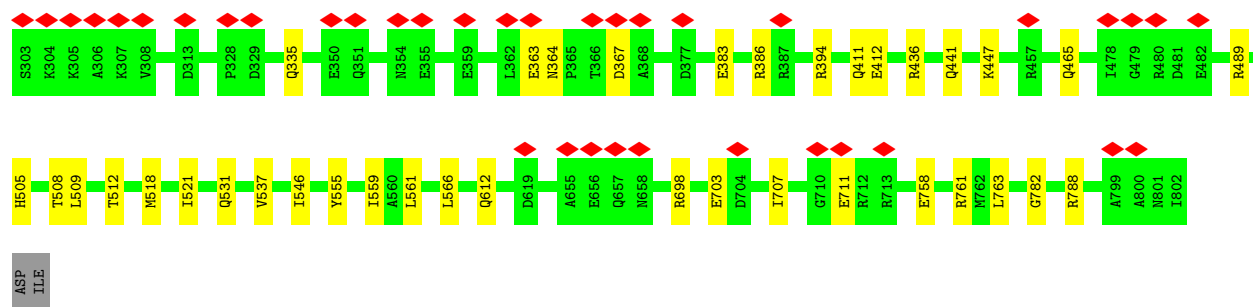 S303 K304 K305 A306 K307 V308 D313 P328 D329 Q335 E350 Q351 N354 E355 E359 L362 E363 N364 P365 T366 D367 A368 D377 E383 R386 R387 R394 Q411 E412 R436 Q441 K447 R457 Q465 I478 G479 R480 D481 E482 R489
H505 T508 L509 T512 M518 I521 Q531 V537 I546 Y555 I559 A560 L561 L566 Q612 D619 A655 E656 Q657 N658 R698 E703 D704 I707 G710 E711 R712 R713 E758 R761 M762 L763 G782 R788 A799 A800 N801 I802
ASP ILE